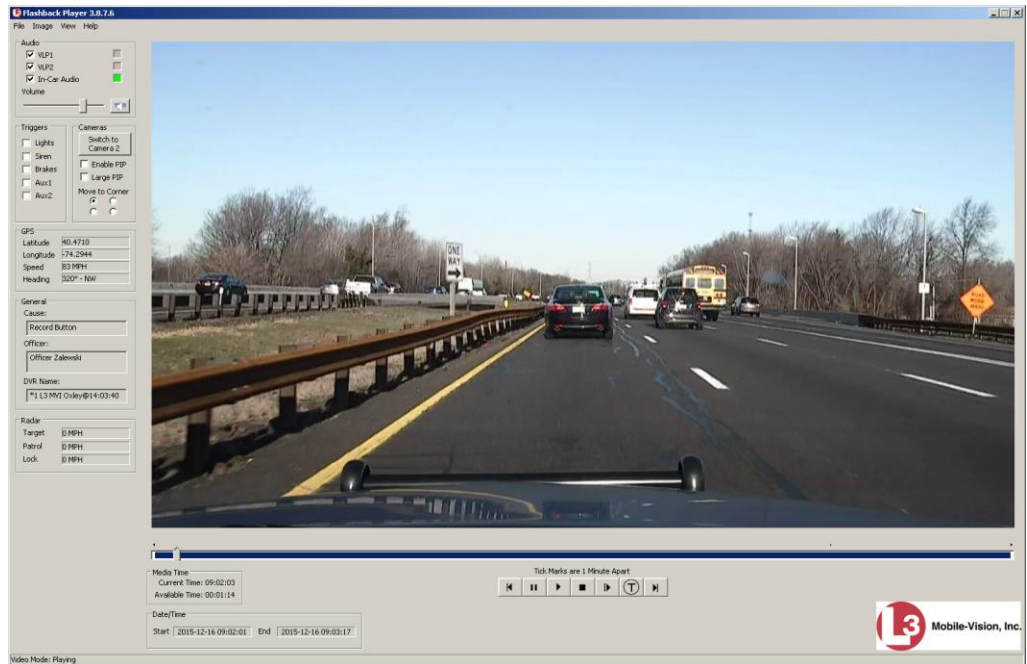 Flashback Player 3.8.7.6
File Image View Help
Audio
VLP1
VLP2
In-Car Audio
Volume
Triggers
Lights
Siren
Brakes
Aux1
Aux2
Cameras
Switch to
Camera 2
Enable PIP
Large PIP
Move to Corner
GPS
Latitude 40.4710
Longitude -74.2944
Speed 83 MPH
Heading 320° - NW
General
Cause:
Record Button
Officer:
Officer Zalewski
DVR Name:
*1 L3 MVI Oxley@14:03:40
Radar
Target 0 MPH
Patrol 0 MPH
Lock 0 MPH
ONE
WAY
ROAD
WORK
Tick Marks are 1 Minute Apart
T
Media Time
Current Time: 09:02:03
Available Time: 00:01:14
Date/Time
Start 2015-12-16 09:02:01 End 2015-12-16 09:03:17
L3 Mobile-Vision, Inc.
Video Mode: Playing